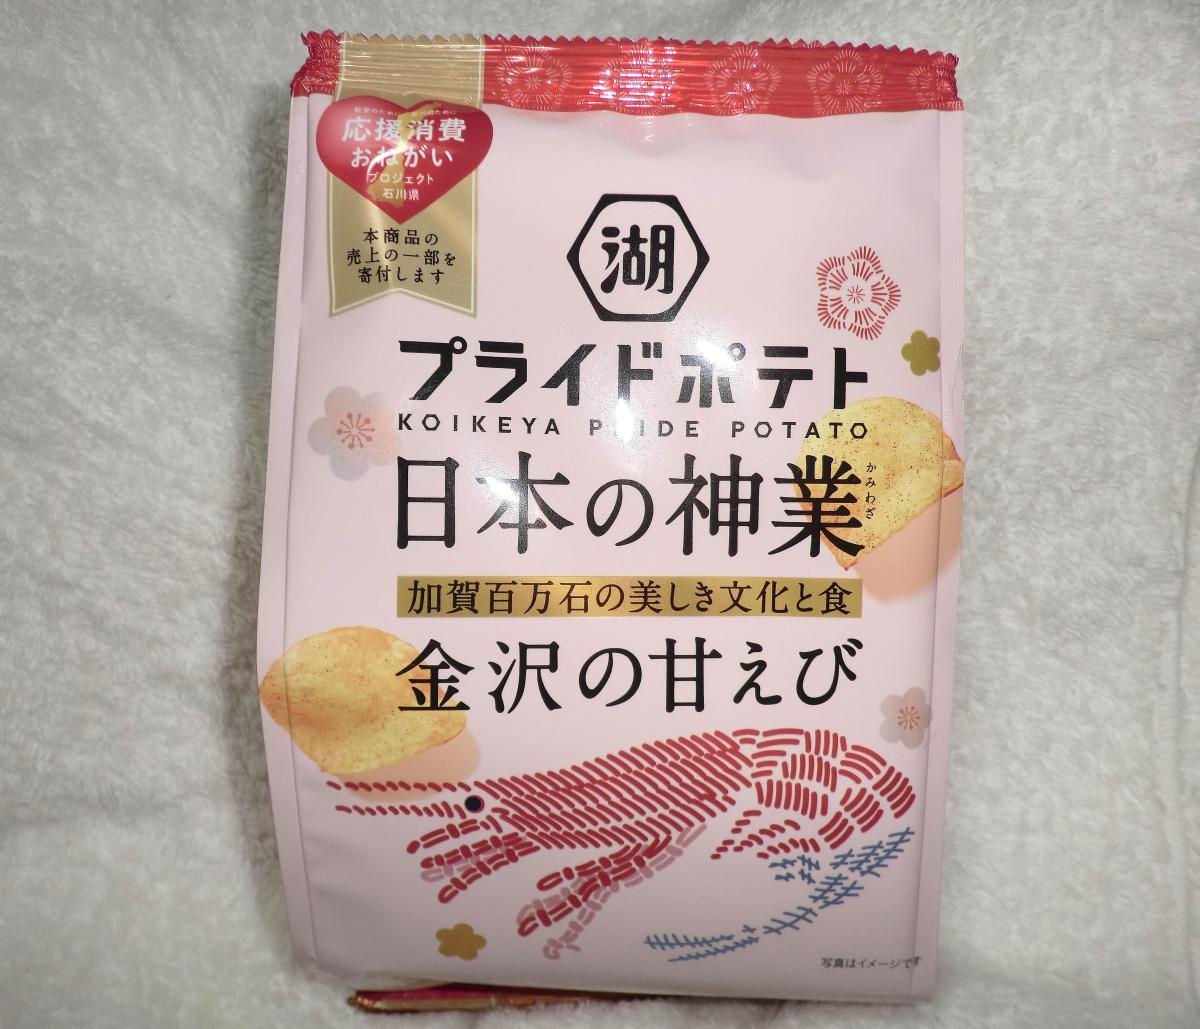 応援消費
おねがい
プロジェクト
石川県
本商品の
売上の一部を
寄付します
湖
プライドポテト
KOIKEYA PRIDE POTATO
日本の神業
かみわざ
加賀百万石の美しき文化と食
金沢の甘えび
写真はイメージです